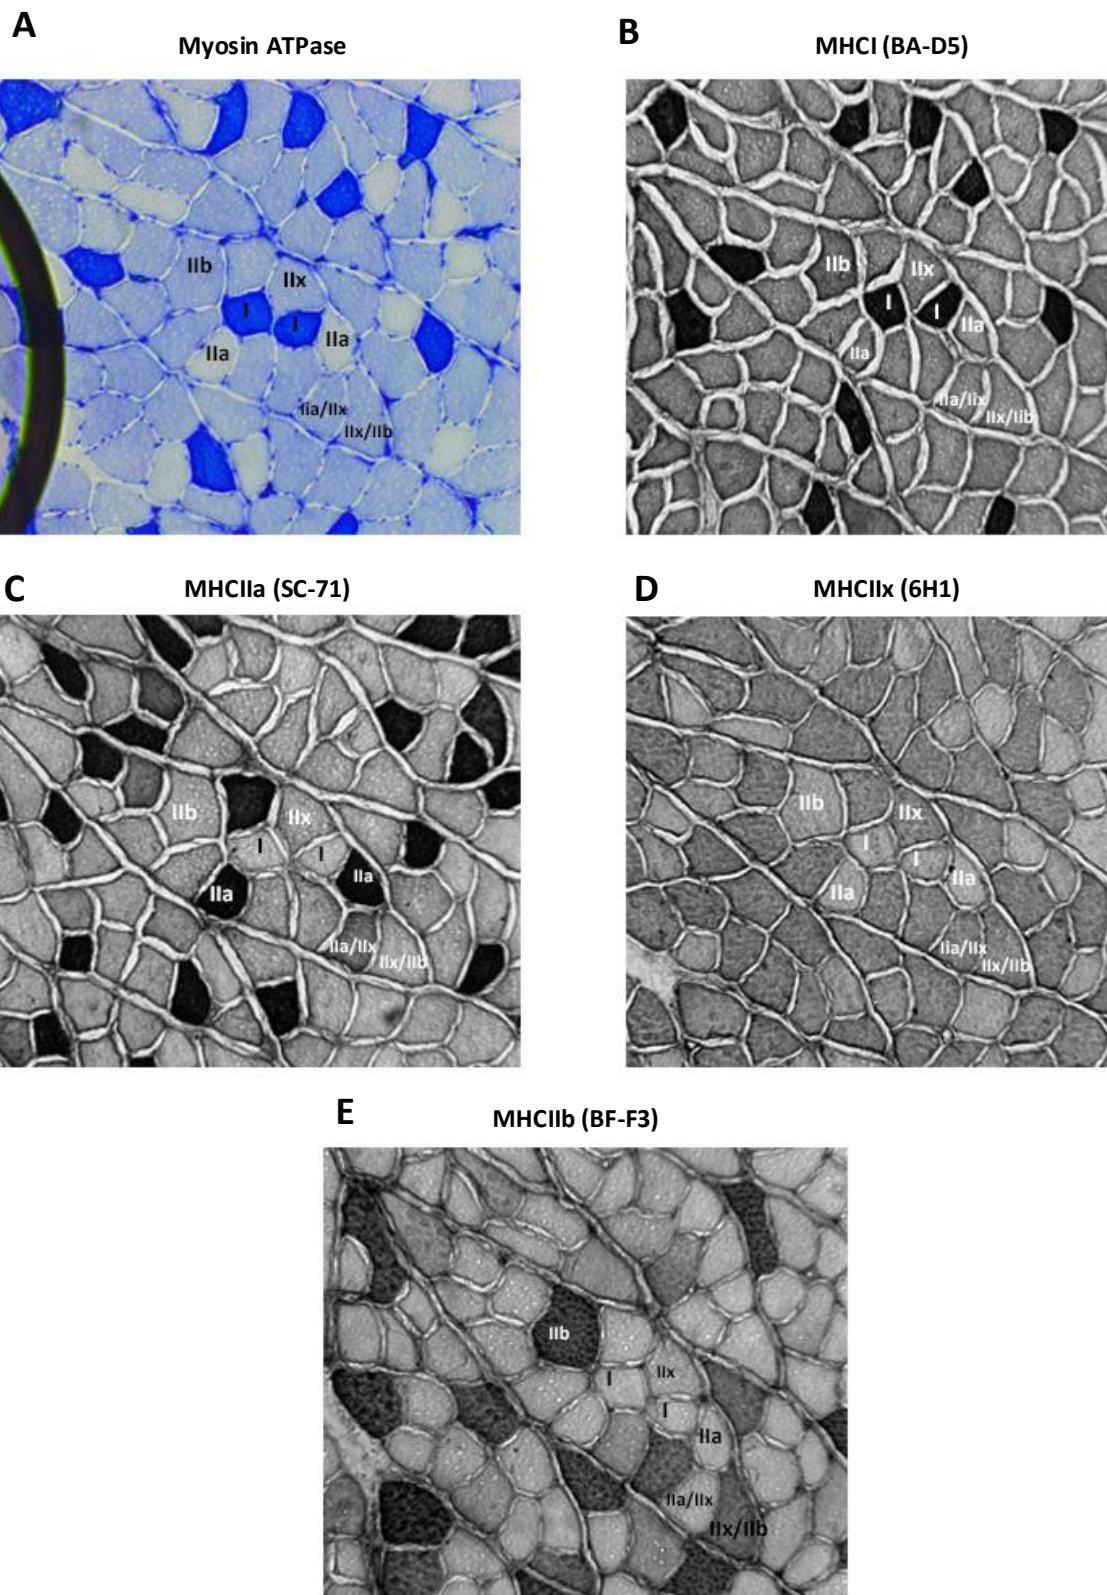 A
Myosin ATPase
IIb
IIx
I
I
IIa
IIa
Iia/IIx
IIx/IIb
B
MHCI (BA-D5)
IIb
IIx
I
I
IIa
IIa
IIa/IIx
IIx/IIb
C
MHCIIa (SC-71)
IIb
IIx
I
I
IIa
IIa
IIa/IIx
IIx/IIb
D
MHCIIx (6H1)
IIb
IIx
I
I
IIa
IIa
IIa/IIx
IIx/IIb
E
MHCIIb (BF-F3)
IIb
IIx
I
I
IIa
IIa/IIx
IIx/IIb